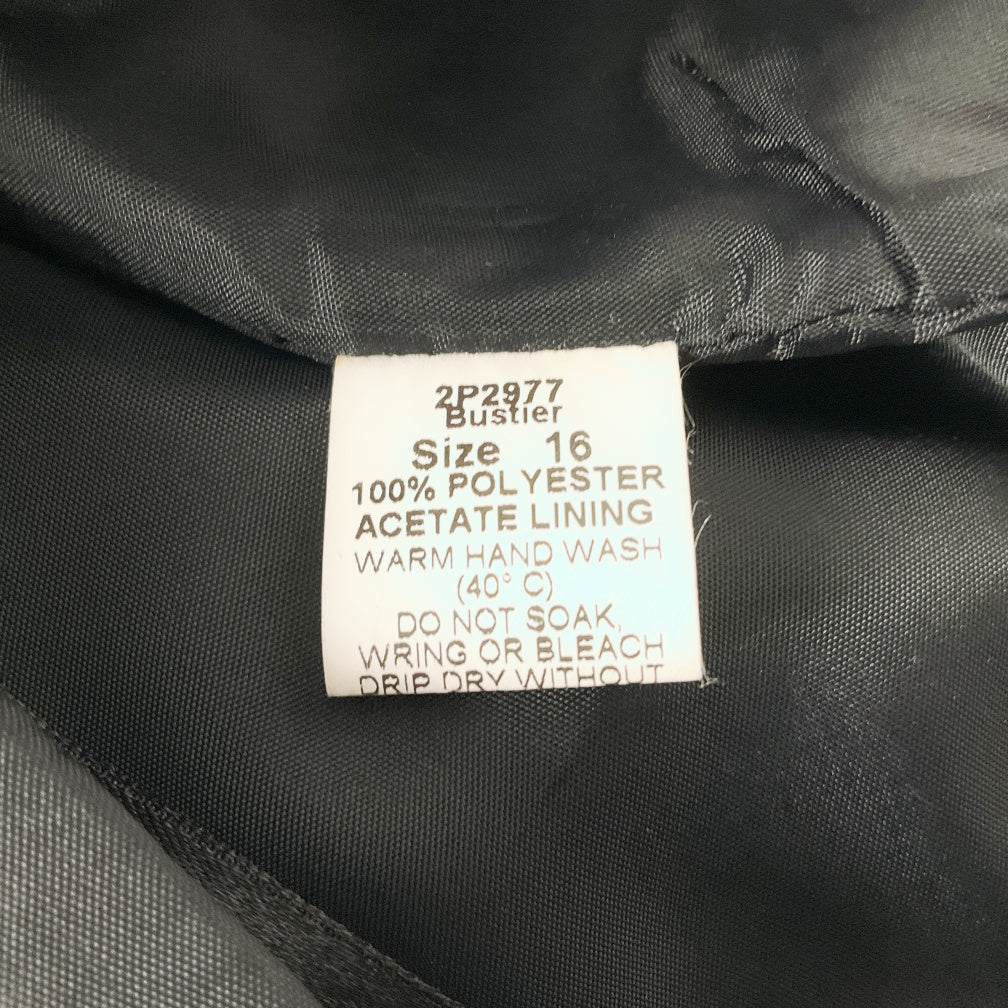 2P2977
Bustier
Size 16
100% POLYESTER
ACETATE LINING
WARM HAND WASH
(40° C)
DO NOT SOAK,
WRING OR BLEACH
DRIP DRY WITHOUT